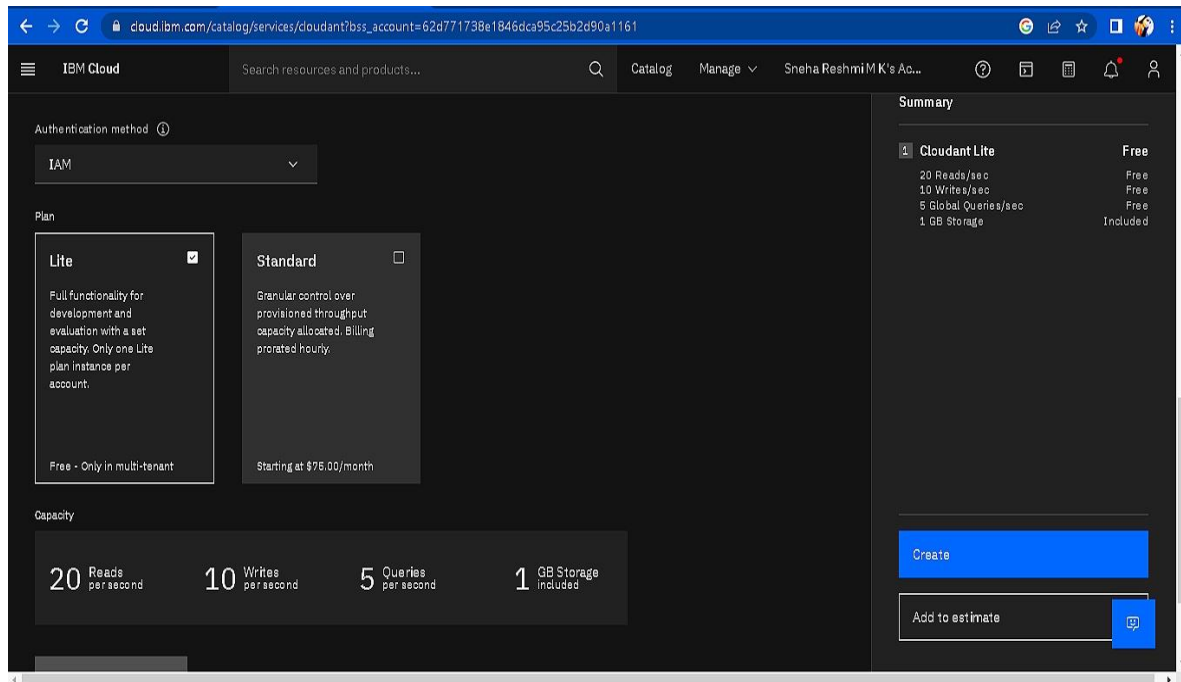 cloud.ibm.com/catalog/services/cloudant?bss_account=62d771738e1846dca95c25b2d90a1161
IBM Cloud
Search resources and products...
Catalog
Manage
Sneha Reshmi M K's Ac...
Authentication method
IAM
Plan
Lite
Full functionality for
development and
evaluation with a set
capacity. Only one Lite
plan instance per
account.
Free - Only in multi-tenant
Standard
Granular control over
provisioned throughput
capacity allocated. Billing
prorated hourly.
Starting at $75.00/month
Capacity
20 Reads per second
10 Writes per second
5 Queries per second
1 GB Storage included
Summary
1 Cloudant Lite Free
20 Reads/sec Free
10 Writes/sec Free
5 Global Queries/sec Free
1 GB Storage Included
Create
Add to estimate